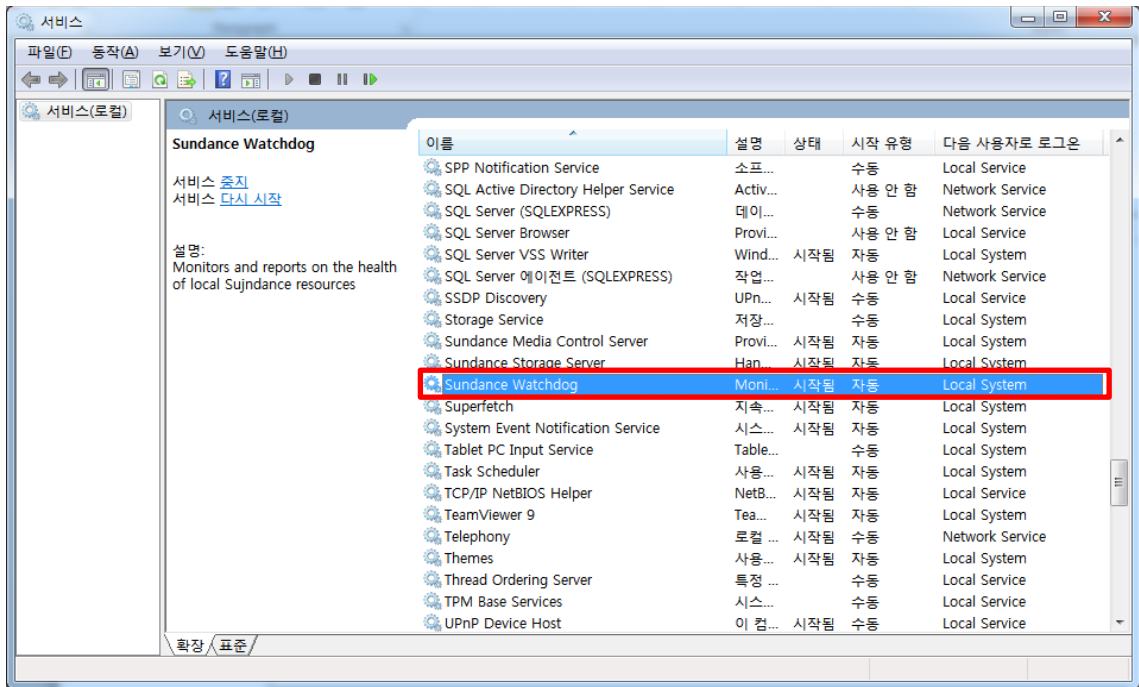 서비스
파일(F) 동작(A) 보기(V) 도움말(H)
서비스(로컬)
서비스(로컬)
Sundance Watchdog
서비스 중지
서비스 다시 시작
설명:
Monitors and reports on the health
of local Sujndance resources
이름 설명 상태 시작 유형 다음 사용자로 로그온
SPP Notification Service 소프... 수동 Local Service
SQL Active Directory Helper Service Activ... 사용 안 함 Network Service
SQL Server (SQLEXPRESS) 데이... 수동 Network Service
SQL Server Browser Provi... 사용 안 함 Local Service
SQL Server VSS Writer Wind... 시작됨 자동 Local System
SQL Server 에이전트 (SQLEXPRESS) 작업... 사용 안 함 Network Service
SSDP Discovery UPn... 시작됨 수동 Local Service
Storage Service 저장... 수동 Local System
Sundance Media Control Server Provi... 시작됨 자동 Local System
Sundance Storage Server Han... 시작됨 자동 Local System
Sundance Watchdog Moni... 시작됨 자동 Local System
Superfetch 지속... 시작됨 자동 Local System
System Event Notification Service 시스... 시작됨 자동 Local System
Tablet PC Input Service Table... 수동 Local System
Task Scheduler 사용... 시작됨 자동 Local System
TCP/IP NetBIOS Helper NetB... 시작됨 자동 Local Service
TeamViewer 9 Tea... 시작됨 자동 Local System
Telephony 로컬 ... 시작됨 수동 Network Service
Themes 사용... 시작됨 자동 Local System
Thread Ordering Server 특정 ... 수동 Local Service
TPM Base Services 시스... 수동 Local Service
UPnP Device Host 이 컴... 시작됨 수동 Local Service
확장 표준